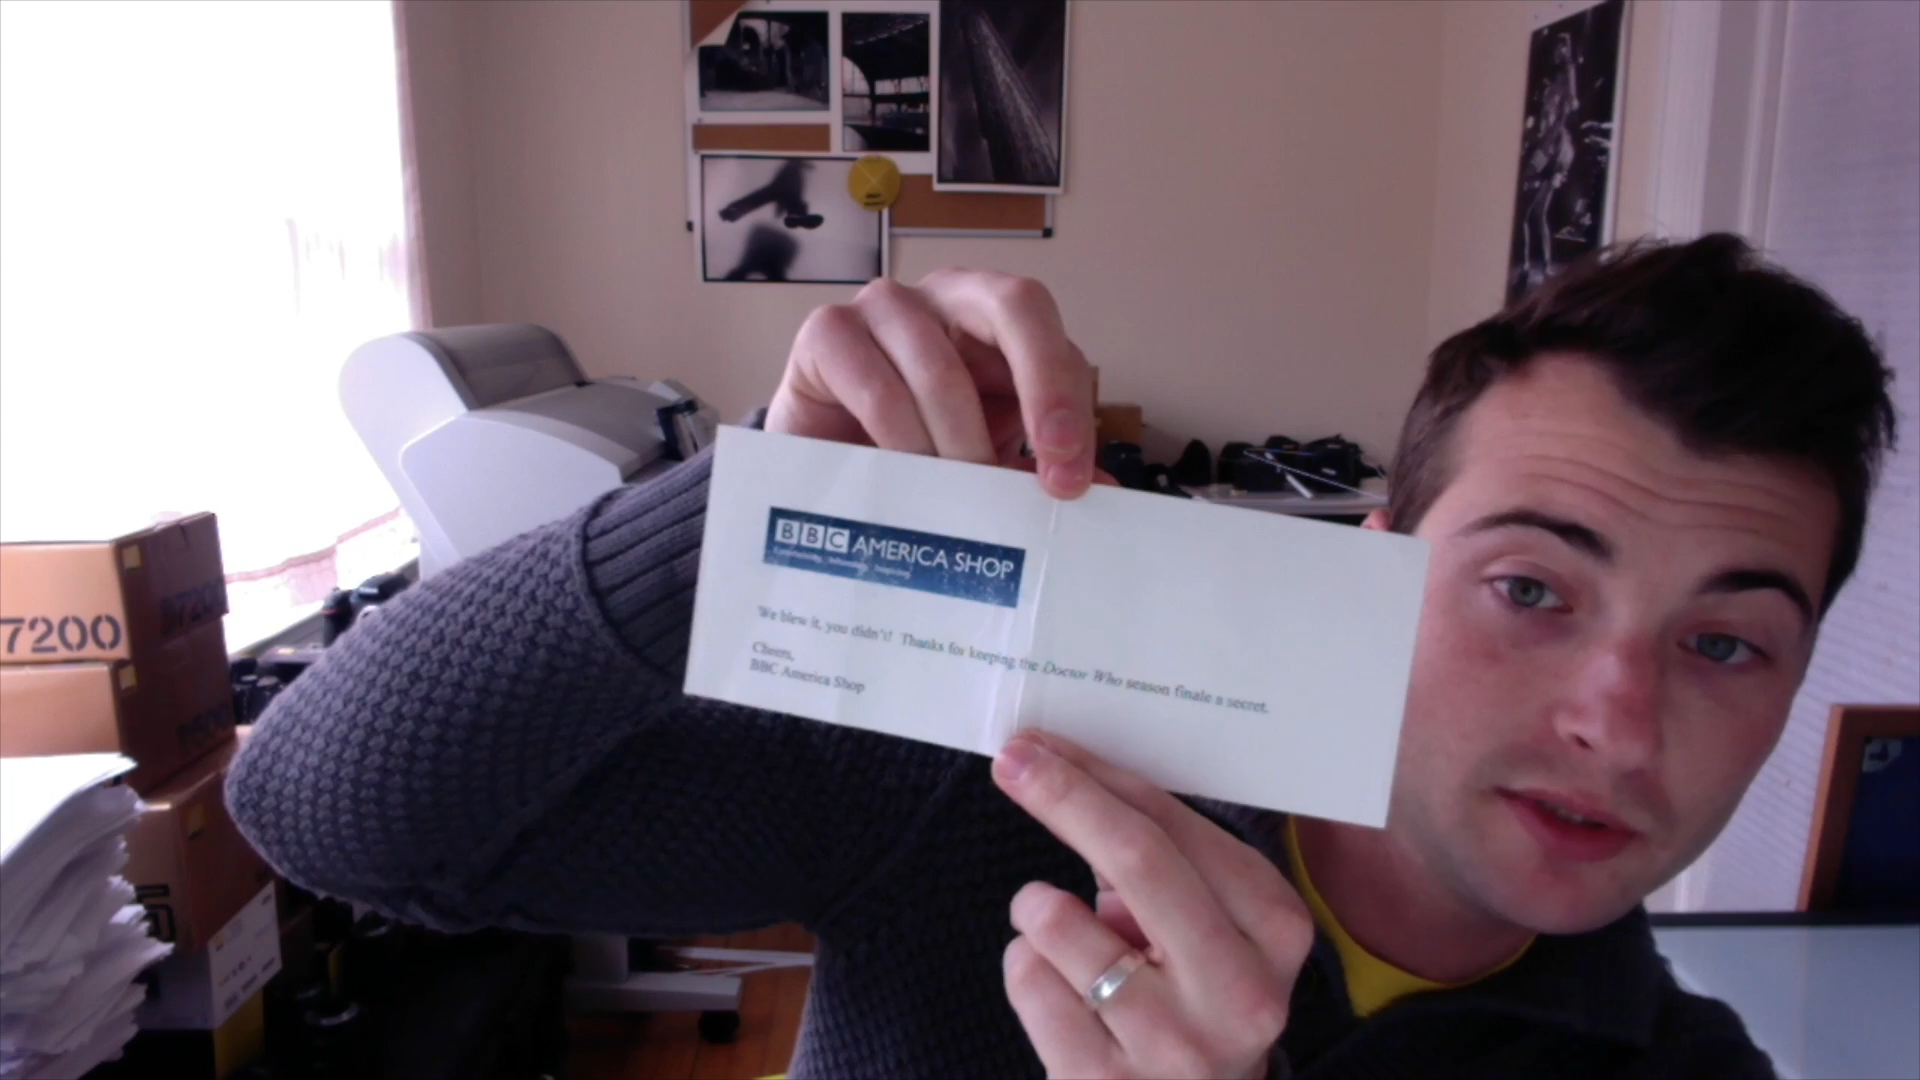 BBC AMERICA SHOP
We blew it, you didn't! Thanks for keeping the Doctor Who season finale a secret.
Cheers,
BBC America Shop
7200